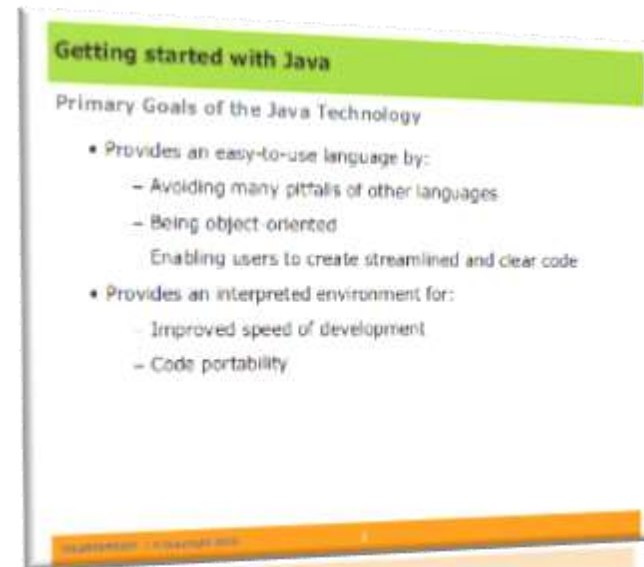 Getting started with Java
Primary Goals of the Java Technology
• Provides an easy-to-use language by:
– Avoiding many pitfalls of other languages
– Being object-oriented
Enabling users to create streamlined and clear code
• Provides an interpreted environment for:
– Improved speed of development
– Code portability